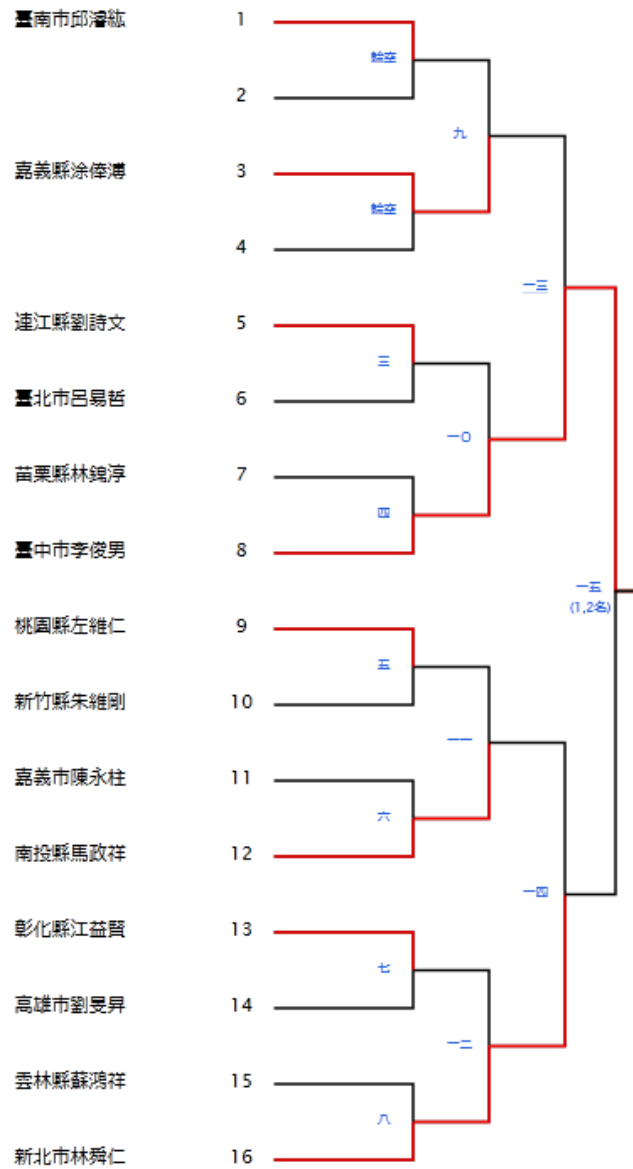 臺南市邱濬紘 1
輪空
2
九
嘉義縣涂俸溥 3
輪空
4
一三
連江縣劉詩文 5
三
臺北市呂易哲 6
一〇
苗栗縣林錦淳 7
四
臺中市李俊男 8
一五
(1,2名)
桃園縣左維仁 9
五
新竹縣朱維剛 10
一一
嘉義市陳永柱 11
六
南投縣馬政祥 12
一四
彰化縣江益賢 13
七
高雄市劉旻昇 14
一二
雲林縣蘇鴻祥 15
八
新北市林舜仁 16